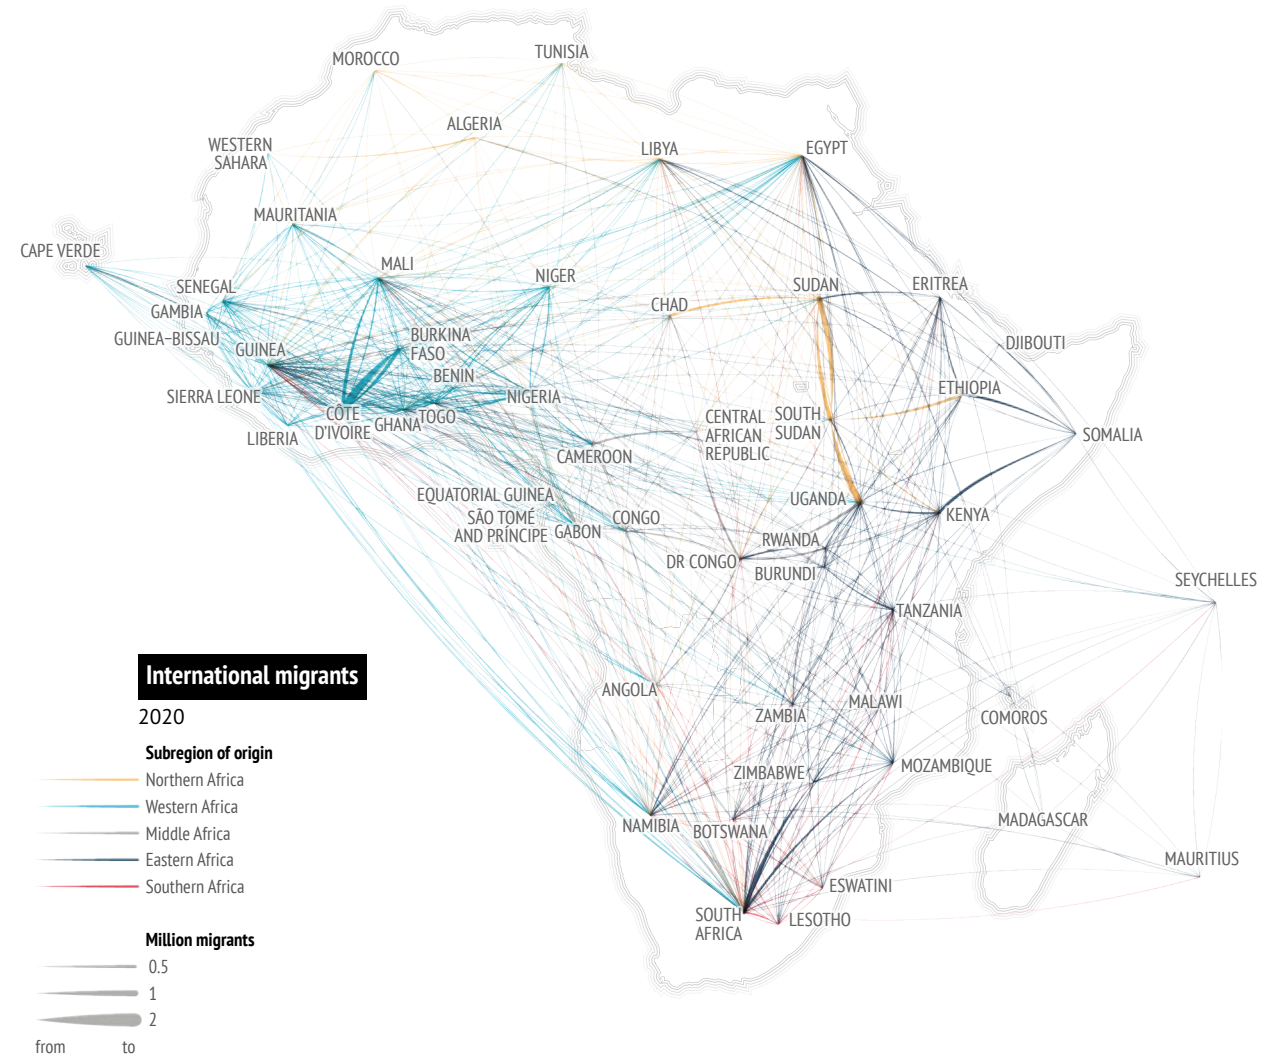 MOROCCO
TUNISIA
ALGERIA
WESTERN
SAHARA
LIBYA
EGYPT
MAURITANIA
CAPE VERDE
MALI
SENEGAL
NIGER
SUDAN
ERITREA
GAMBIA
CHAD
GUINEA–BISSAU
GUINEA
BURKINA
FASO
DJIBOUTI
BENIN
SIERRA LEONE
NIGERIA
ETHIOPIA
CÔTE
D'IVOIRE
GHANA
TOGO
LIBERIA
CENTRAL
AFRICAN
REPUBLIC
SOUTH
SUDAN
SOMALIA
CAMEROON
EQUATORIAL GUINEA
UGANDA
SÃO TOMÉ
AND PRÍNCIPE
GABON
CONGO
KENYA
RWANDA
DR CONGO
BURUNDI
SEYCHELLES
TANZANIA
ANGOLA
MALAWI
ZAMBIA
COMOROS
ZIMBABWE
MOZAMBIQUE
NAMIBIA
BOTSWANA
MADAGASCAR
MAURITIUS
ESWATINI
SOUTH
AFRICA
LESOTHO
International migrants
2020
Subregion of origin
Northern Africa
Western Africa
Middle Africa
Eastern Africa
Southern Africa
Million migrants
0.5
1
2
from to